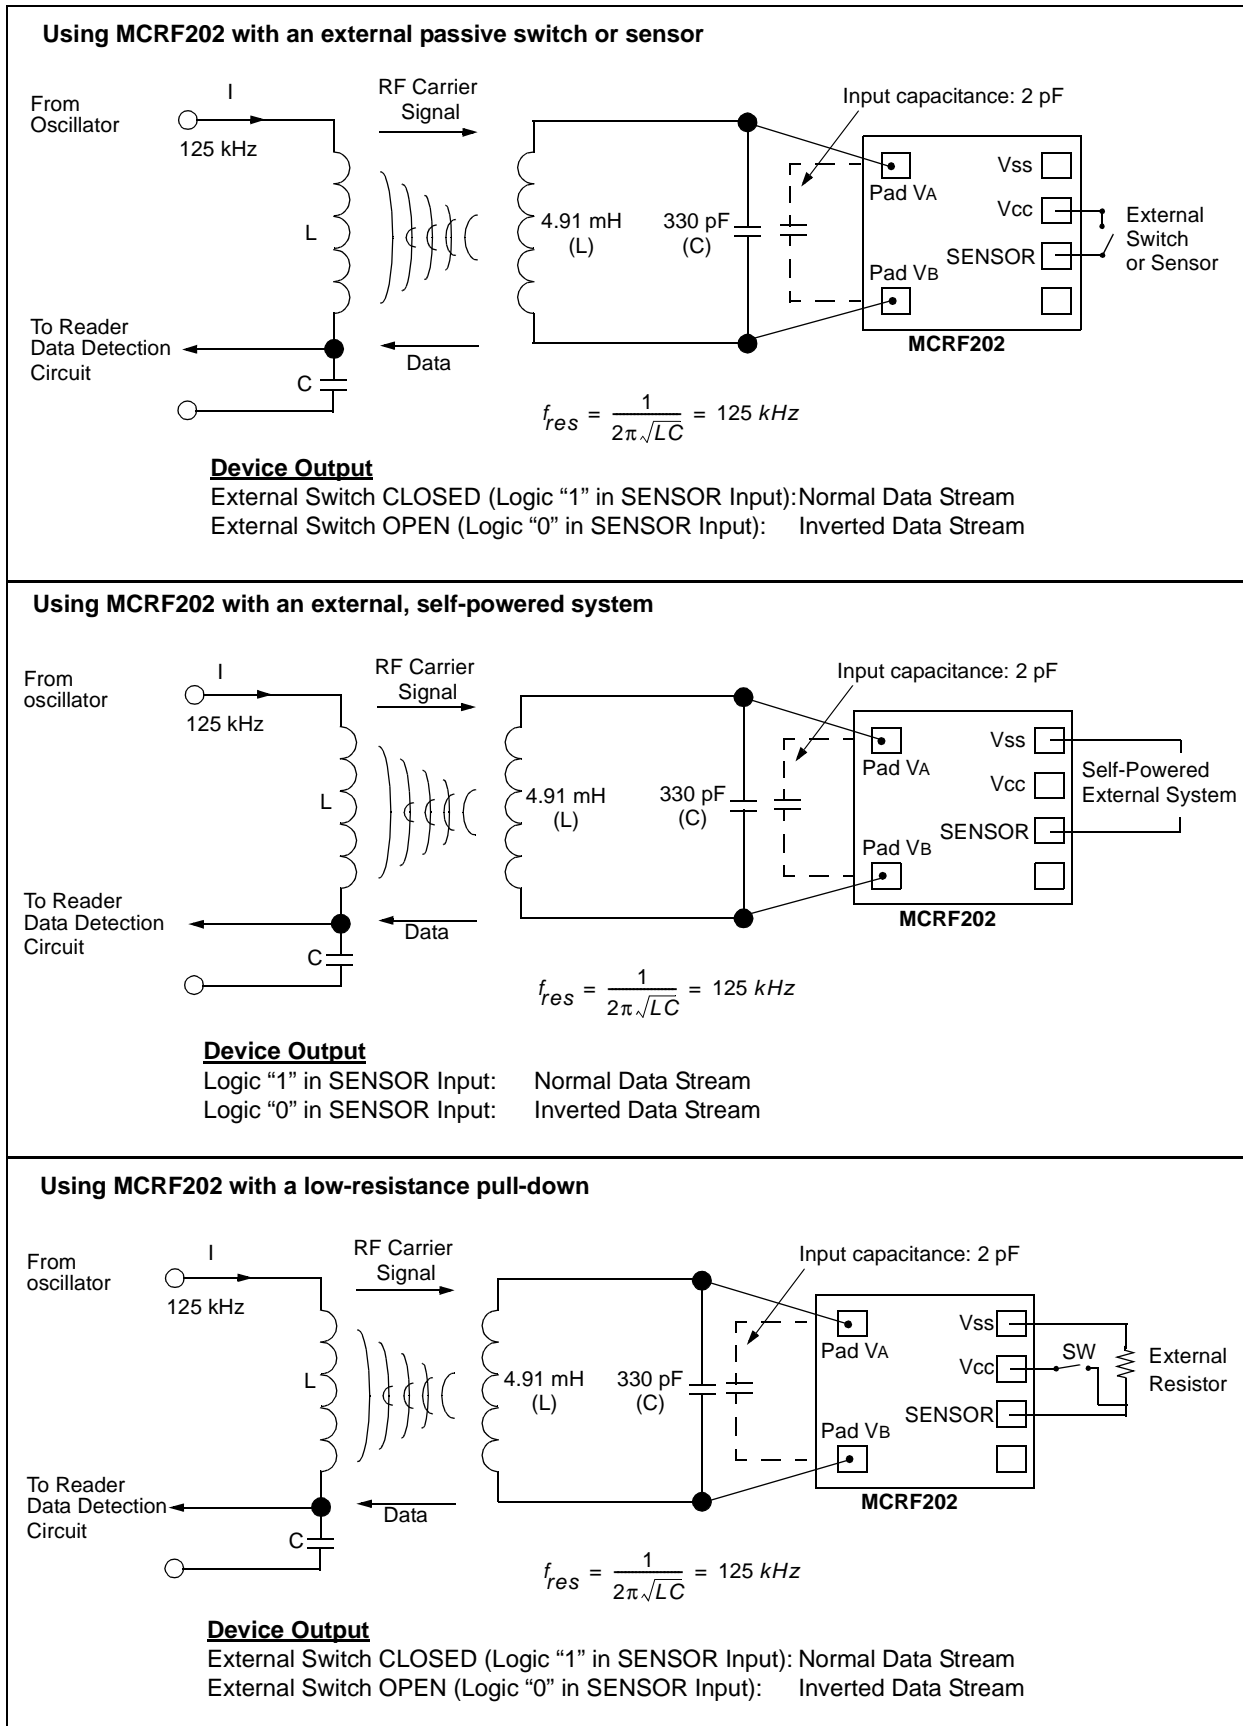 Using MCRF202 with an external passive switch or sensor
From
Oscillator
I
125 kHz
RF Carrier
Signal
Input capacitance: 2 pF
L
4.91 mH
(L)
330 pF
(C)
Pad VA
Pad VB
Vss
Vcc
SENSOR
External
Switch
or Sensor
MCRF202
To Reader
Data Detection
Circuit
C
Data
fres = 1 / 2π√LC = 125 kHz
Device Output
External Switch CLOSED (Logic “1” in SENSOR Input): Normal Data Stream
External Switch OPEN (Logic “0” in SENSOR Input): Inverted Data Stream
Using MCRF202 with an external, self-powered system
From
oscillator
I
125 kHz
RF Carrier
Signal
Input capacitance: 2 pF
L
4.91 mH
(L)
330 pF
(C)
Pad VA
Pad VB
Vss
Vcc
SENSOR
Self-Powered
External System
MCRF202
To Reader
Data Detection
Circuit
C
Data
fres = 1 / 2π√LC = 125 kHz
Device Output
Logic “1” in SENSOR Input: Normal Data Stream
Logic “0” in SENSOR Input: Inverted Data Stream
Using MCRF202 with a low-resistance pull-down
From
oscillator
I
125 kHz
RF Carrier
Signal
Input capacitance: 2 pF
L
4.91 mH
(L)
330 pF
(C)
Pad VA
Pad VB
Vss
Vcc
SENSOR
SW
External
Resistor
MCRF202
To Reader
Data Detection
Circuit
C
Data
fres = 1 / 2π√LC = 125 kHz
Device Output
External Switch CLOSED (Logic “1” in SENSOR Input): Normal Data Stream
External Switch OPEN (Logic “0” in SENSOR Input): Inverted Data Stream